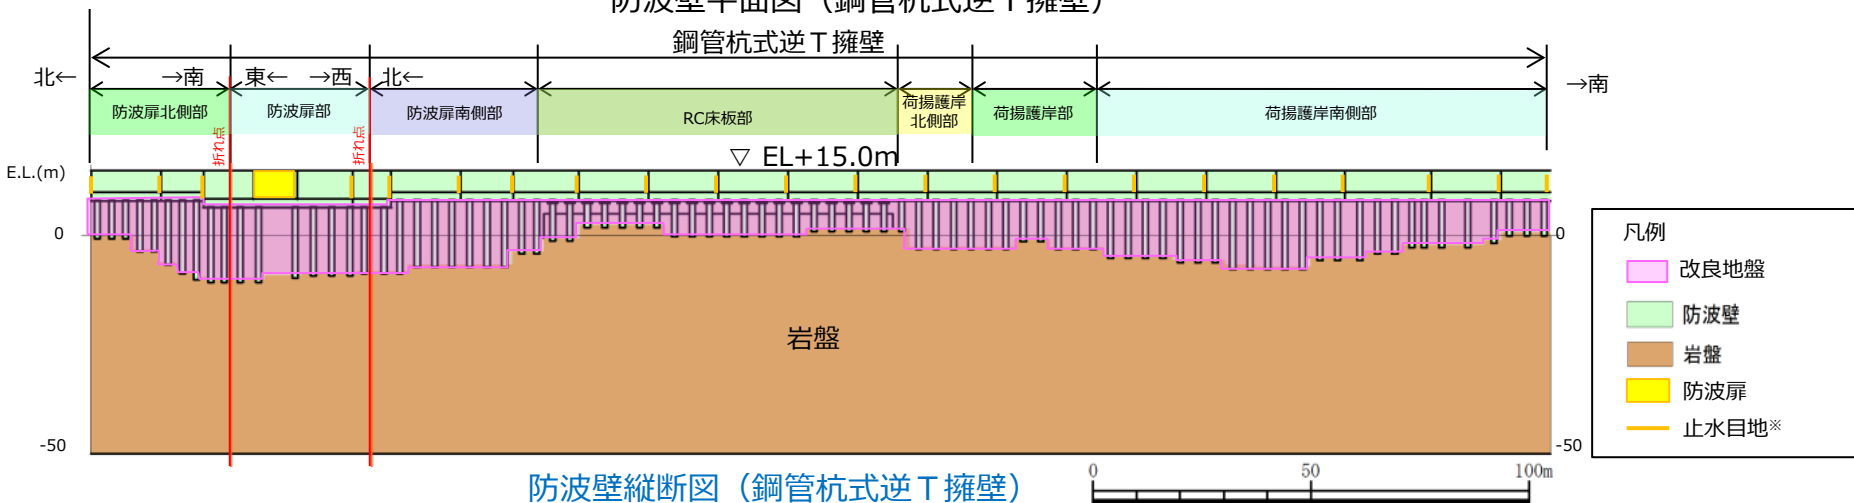 防波壁平面図（鋼管杭式逆Ｔ擁壁）
鋼管杭式逆Ｔ擁壁
北← →南 東← →西 北← →南
防波扉北側部 防波扉部 防波扉南側部 RC床板部 荷揚護岸北側部 荷揚護岸部 荷揚護岸南側部
折れ点 折れ点
▽ EL+15.0m
E.L.(m)
0 0
岩盤
-50 -50
凡例
改良地盤
防波壁
岩盤
防波扉
止水目地※
0 50 100m
防波壁縦断図（鋼管杭式逆Ｔ擁壁）